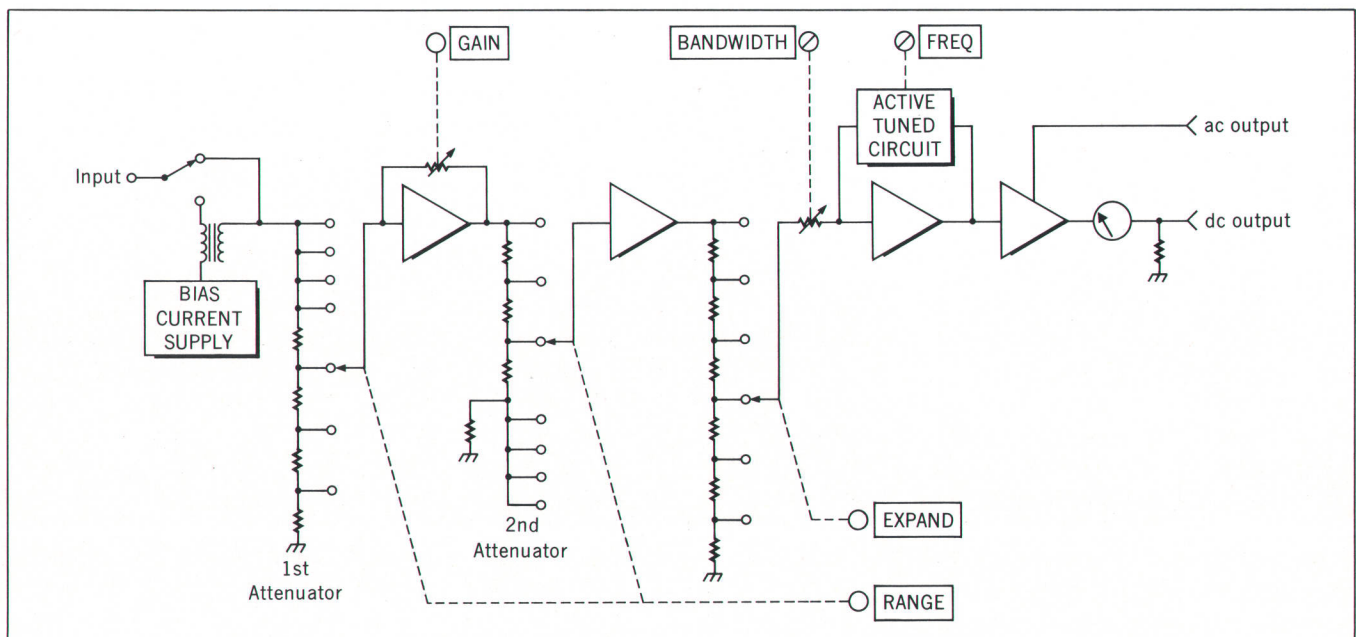 GAIN
BANDWIDTH
FREQ
ACTIVE
TUNED
CIRCUIT
ac output
Input
dc output
BIAS
CURRENT
SUPPLY
2nd
Attenuator
EXPAND
1st
Attenuator
RANGE